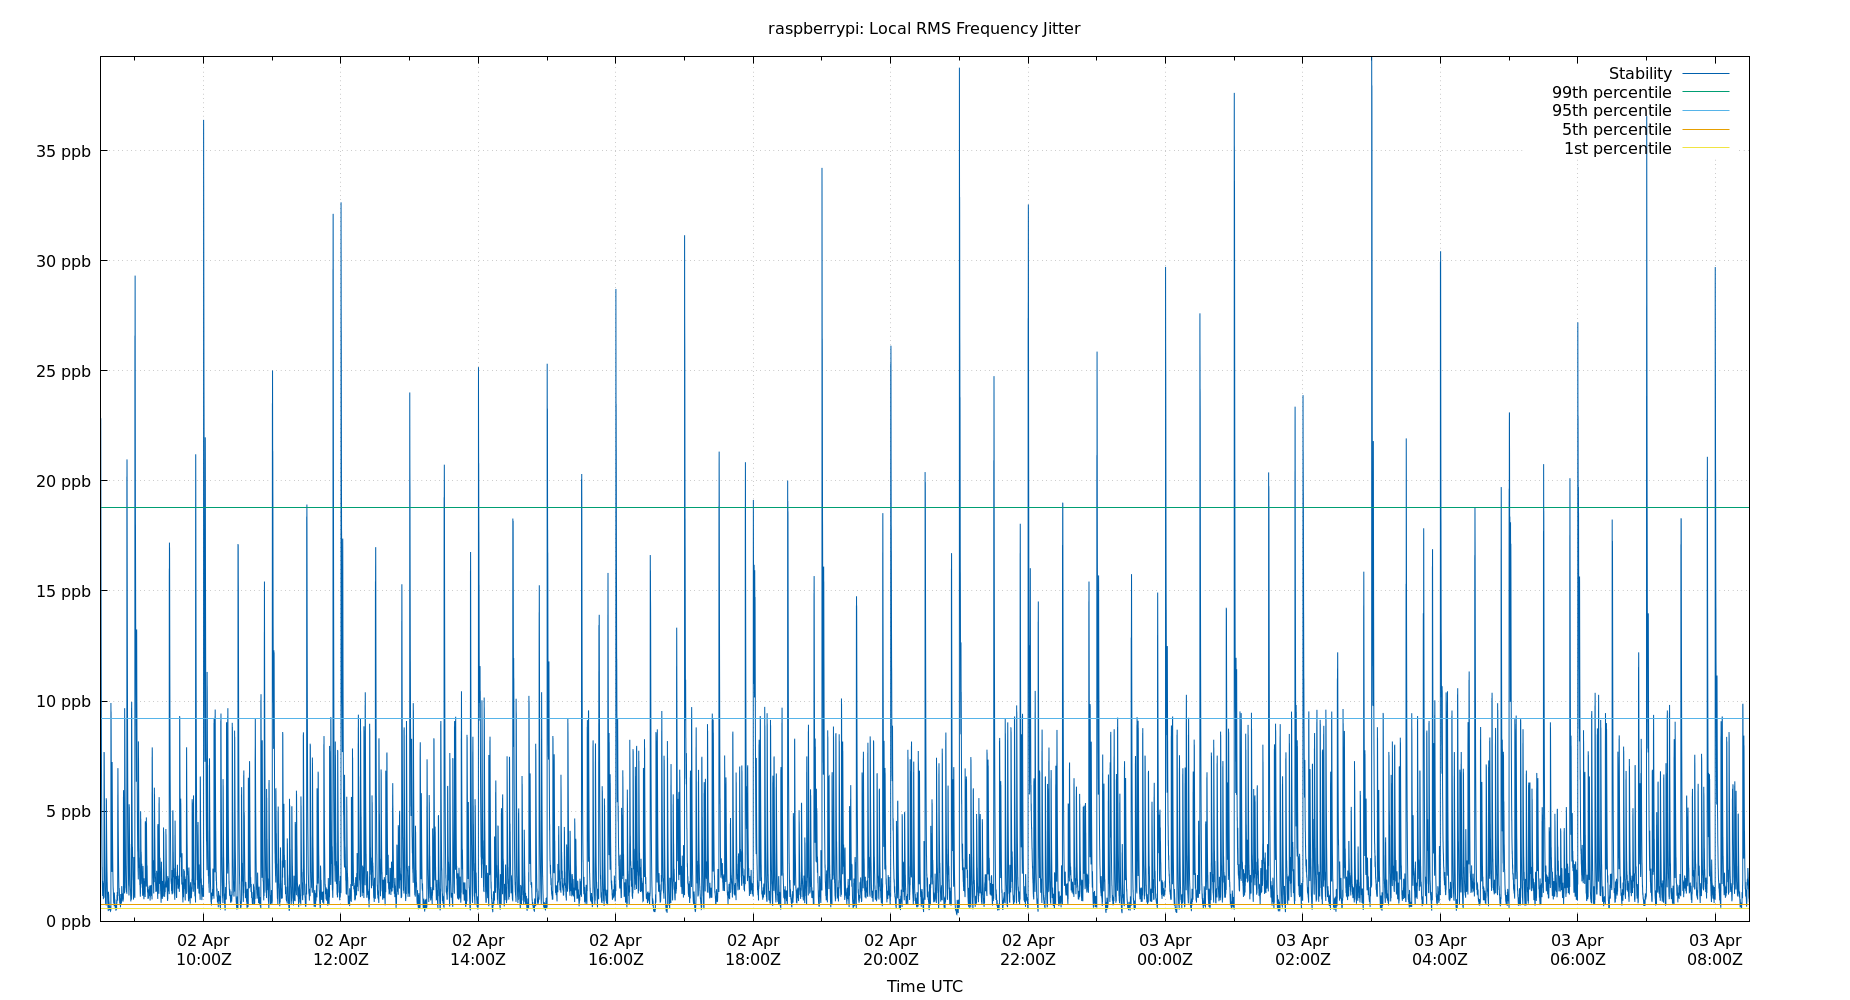 raspberrypi: Local RMS Frequency Jitter
Stability
99th percentile
95th percentile
5th percentile
1st percentile
35 ppb
30 ppb
25 ppb
20 ppb
15 ppb
10 ppb
5 ppb
0 ppb
02 Apr 02 Apr 02 Apr 02 Apr 02 Apr 02 Apr 02 Apr 03 Apr 03 Apr 03 Apr 03 Apr 03 Apr
10:00Z 12:00Z 14:00Z 16:00Z 18:00Z 20:00Z 22:00Z 00:00Z 02:00Z 04:00Z 06:00Z 08:00Z
Time UTC